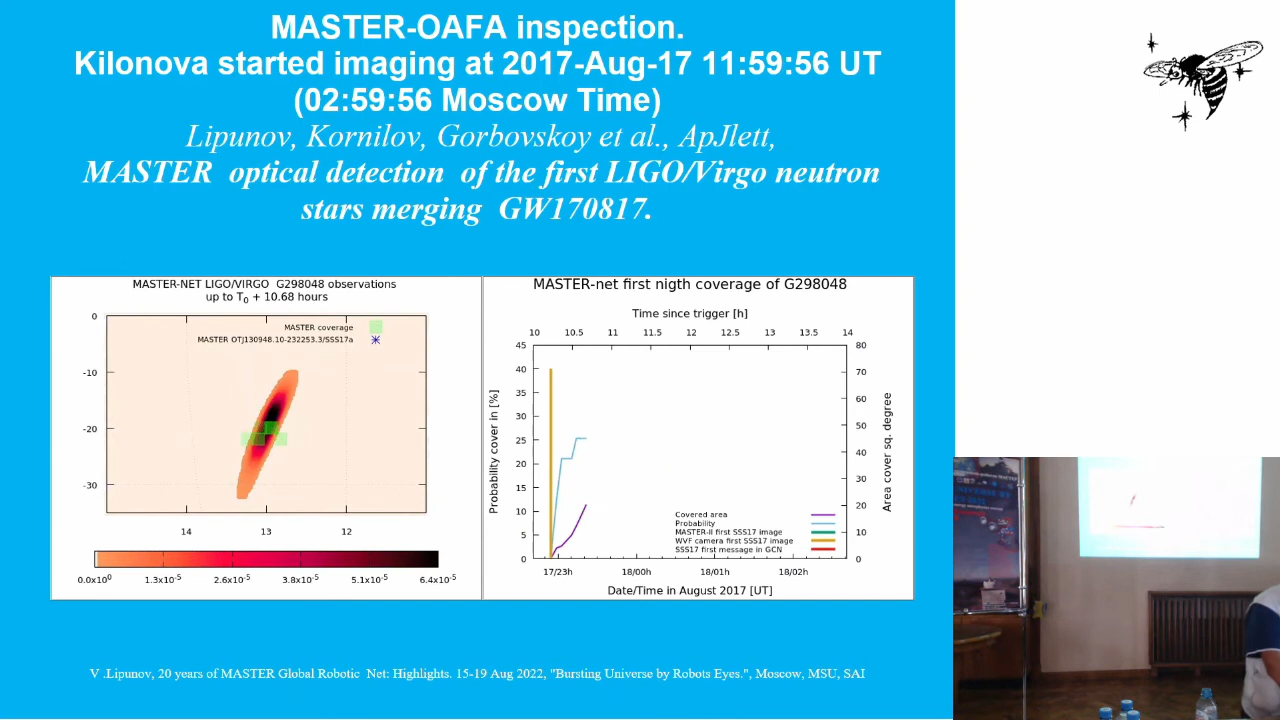 MASTER-OAFA inspection.
Kilonova started imaging at 2017-Aug-17 11:59:56 UT
(02:59:56 Moscow Time)
Lipunov, Kornilov, Gorbovskoy et al., ApJlett,
MASTER optical detection of the first LIGO/Virgo neutron
stars merging GW170817.
MASTER-NET LIGO/VIRGO G298048 observations
up to T0 + 10.68 hours
MASTER coverage
MASTER OTJ130948.10-232253.3/SSS17a
0
-10
-20
-30
14 13 12
0.0x10^0 1.3x10^-5 2.6x10^-5 3.8x10^-5 5.1x10^-5 6.4x10^-5
MASTER-net first nigth coverage of G298048
Time since trigger [h]
10 10.5 11 11.5 12 12.5 13 13.5 14
Probability cover in [%]
45
40
35
30
25
20
15
10
5
0
Area cover sq. degree
80
70
60
50
40
30
20
10
0
Covered area
Probability
MASTER-II first SSS17 image
WVF camera first SSS17 image
SSS17 first message in GCN
17/23h 18/00h 18/01h 18/02h
Date/Time in August 2017 [UT]
V .Lipunov, 20 years of MASTER Global Robotic Net: Highlights. 15-19 Aug 2022, "Bursting Universe by Robots Eyes.", Moscow, MSU, SAI